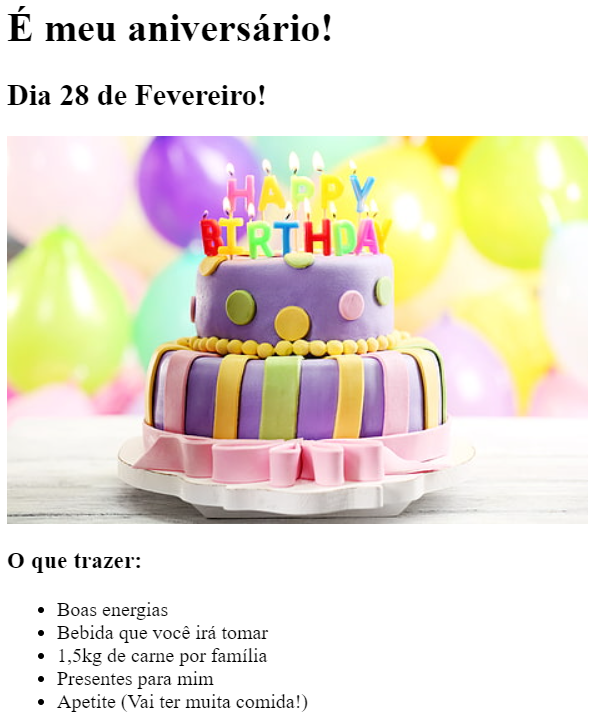 É meu aniversário!
Dia 28 de Fevereiro!
HAPPY
BIRTHDAY
O que trazer:
Boas energias
Bebida que você irá tomar
1,5kg de carne por família
Presentes para mim
Apetite (Vai ter muita comida!)